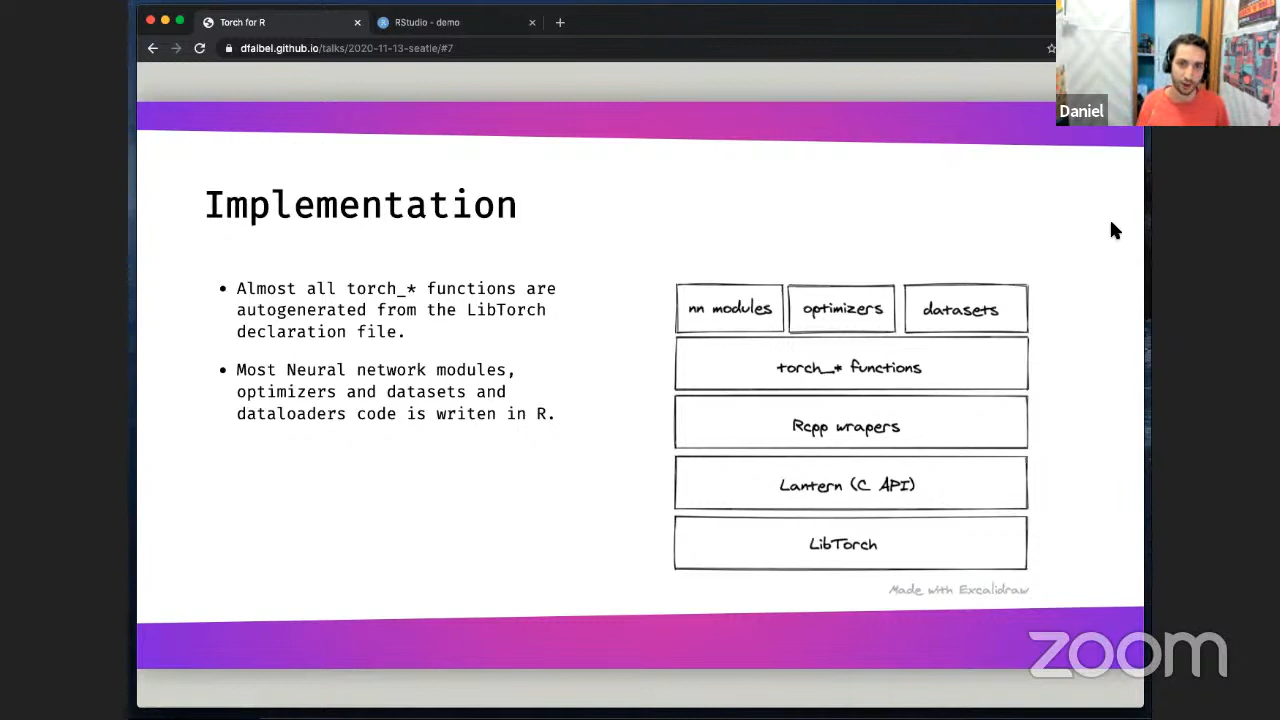 Torch for R
RStudio - demo
dfalbel.github.io/talks/2020-11-13-seatle/#7
Daniel
Implementation
Almost all torch_* functions are
autogenerated from the LibTorch
declaration file.
Most Neural network modules,
optimizers and datasets and
dataloaders code is writen in R.
nn modules optimizers datasets
torch_* functions
Rcpp wrapers
Lantern (C API)
LibTorch
Made with Excalidraw
zoom